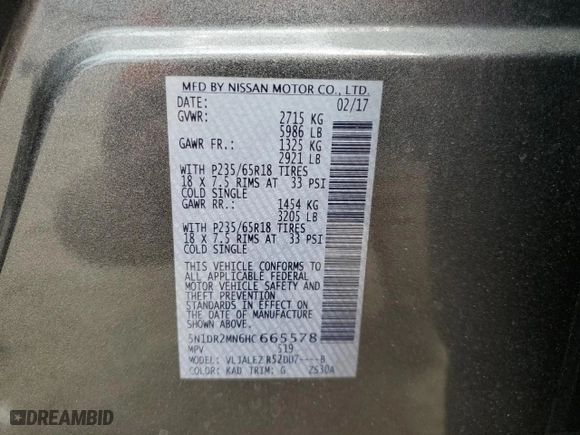 MFD BY NISSAN MOTOR CO., LTD.
DATE: 02/17
GVWR: 2715 KG
5986 LB
GAWR FR.: 1325 KG
2921 LB
WITH P235/65R18 TIRES
18 X 7.5 RIMS AT 33 PSI
COLD SINGLE
GAWR RR.: 1454 KG
3205 LB
WITH P235/65R18 TIRES
18 X 7.5 RIMS AT 33 PSI
COLD SINGLE
THIS VEHICLE CONFORMS TO
ALL APPLICABLE FEDERAL
MOTOR VEHICLE SAFETY AND
THEFT PREVENTION
STANDARDS IN EFFECT ON THE
DATE OF MANUFACTURE
SHOWN ABOVE.
5N1DR2MN6HC665578
MPV 519
MODEL: VLJALEZ R52DUZ----B
COLOR: KAD TRIM: G 2S30A
DREAMBID